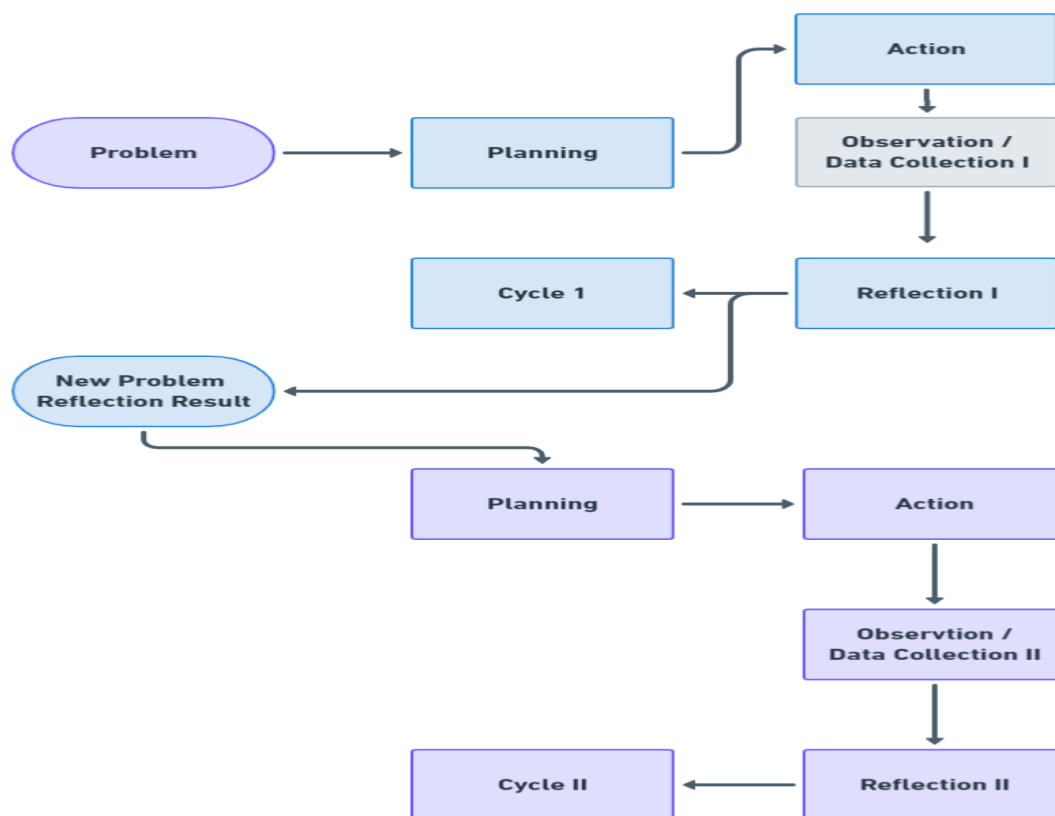 Action
Problem
Planning
Observation /
Data Collection I
Cycle 1
Reflection I
New Problem
Reflection Result
Planning
Action
Observtion /
Data Collection II
Cycle II
Reflection II